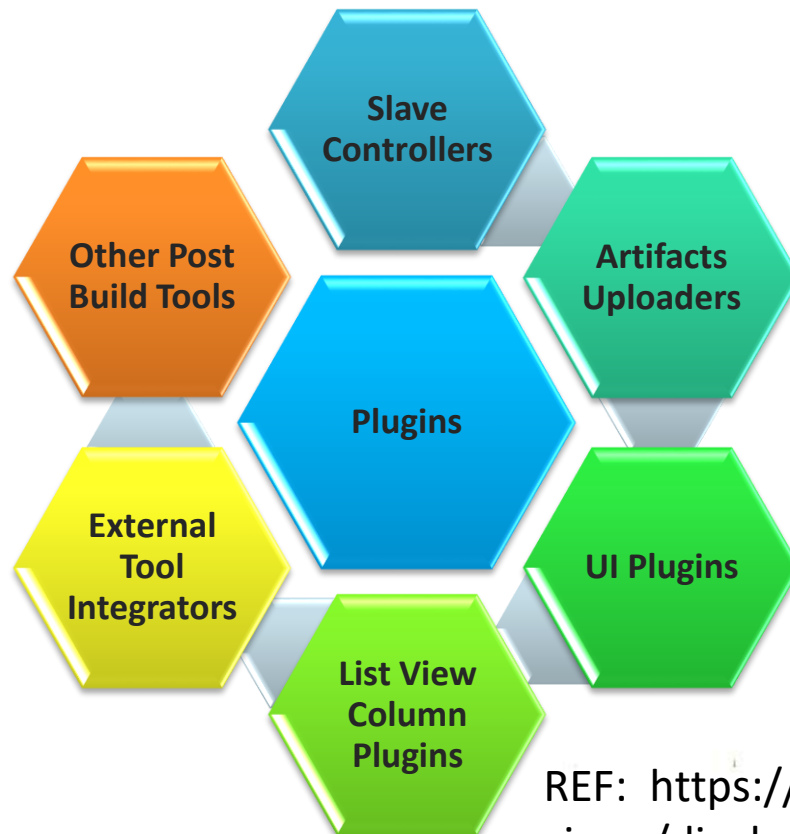 Slave
Controllers
Other Post
Build Tools
Artifacts
Uploaders
Plugins
External
Tool
Integrators
UI Plugins
List View
Column
Plugins
REF: https://